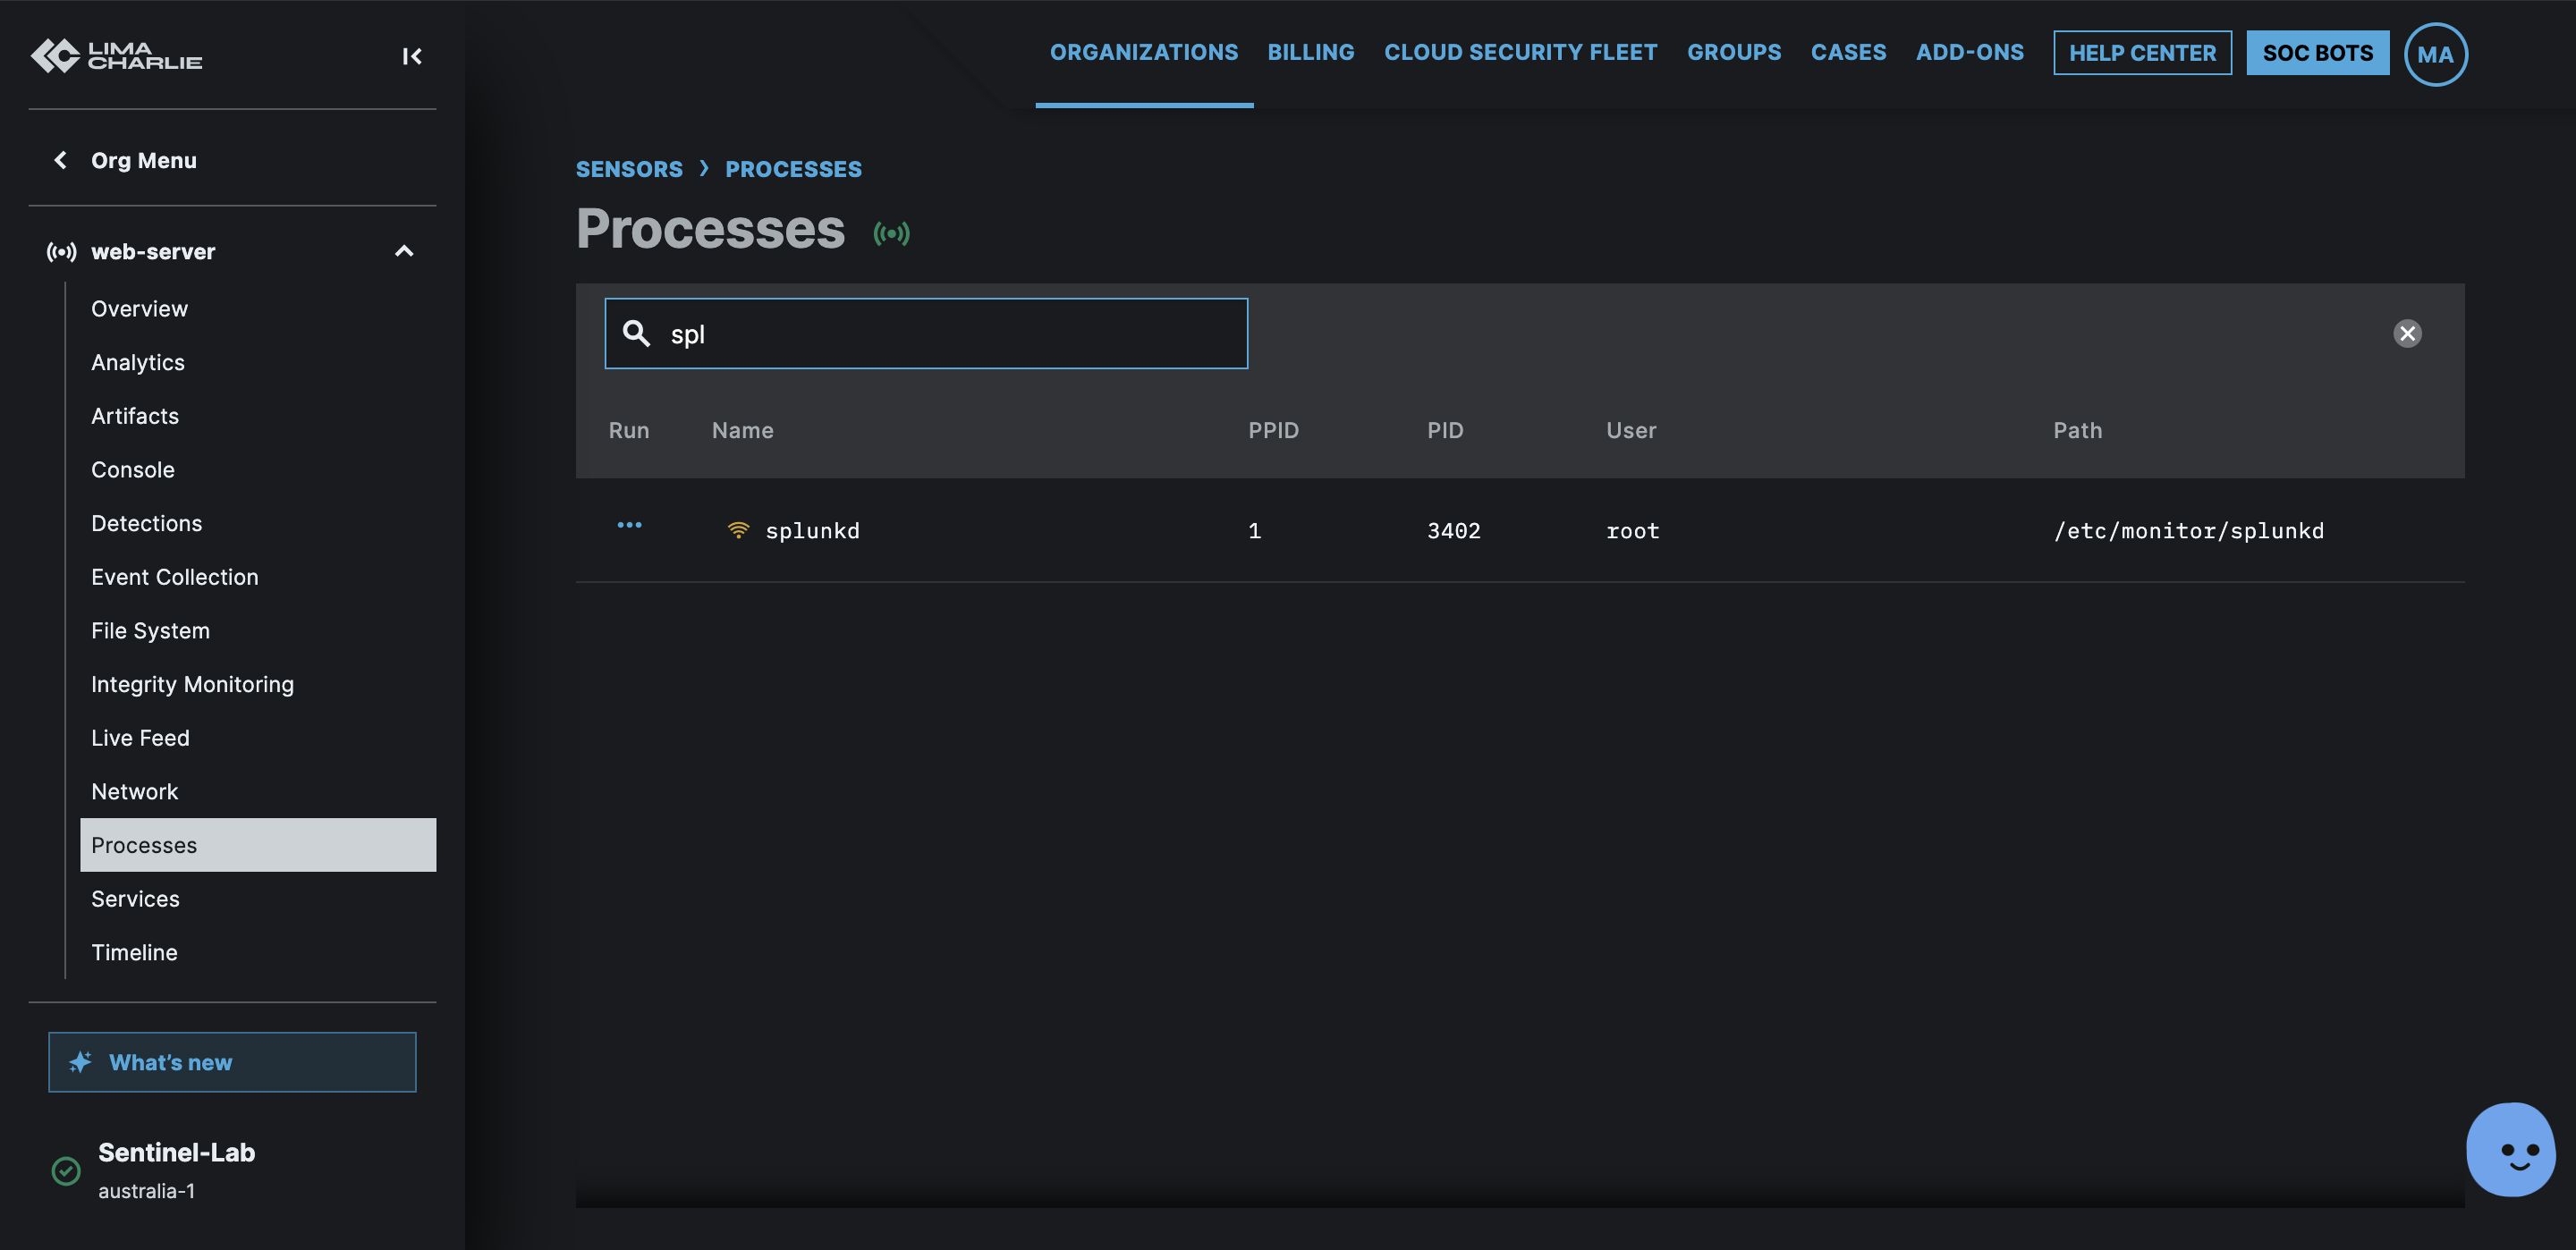 LIMA
CHARLIE
ORGANIZATIONS BILLING CLOUD SECURITY FLEET GROUPS CASES ADD-ONS HELP CENTER SOC BOTS MA
Org Menu
web-server
Overview
Analytics
Artifacts
Console
Detections
Event Collection
File System
Integrity Monitoring
Live Feed
Network
Processes
Services
Timeline
What's new
Sentinel-Lab
australia-1
SENSORS › PROCESSES
Processes
spl
Run Name PPID PID User Path
••• splunkd 1 3402 root /etc/monitor/splunkd